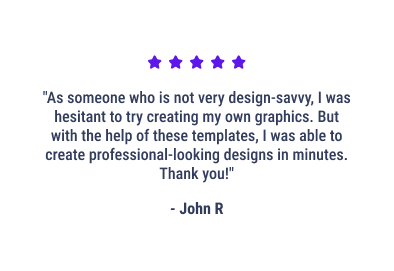 "As someone who is not very design-savvy, I was
hesitant to try creating my own graphics. But
with the help of these templates, I was able to
create professional-looking designs in minutes.
Thank you!"
- John R